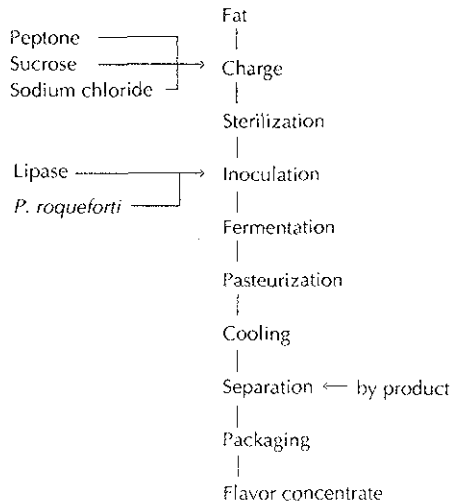 Fat
Peptone
Sucrose
Charge
Sodium chloride
Sterilization
Lipase
Inoculation
P. roqueforti
Fermentation
Pasteurization
Cooling
Separation
by product
Packaging
Flavor concentrate